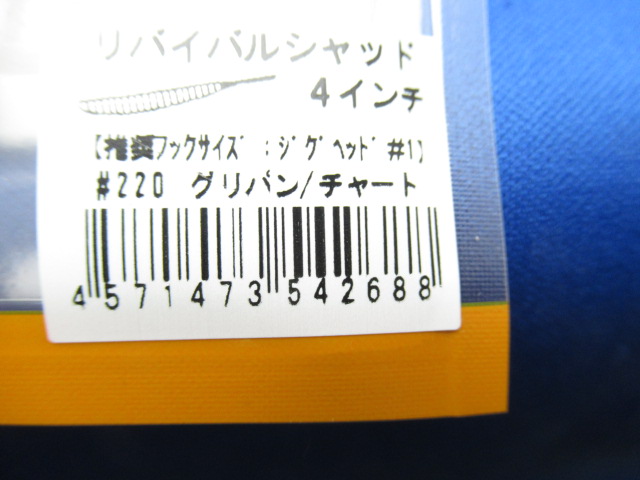 リバイバルシャッド
4インチ
【推奨フックサイズ：ジグヘッド#1】
#220 グリパン/チャート
4571473542688